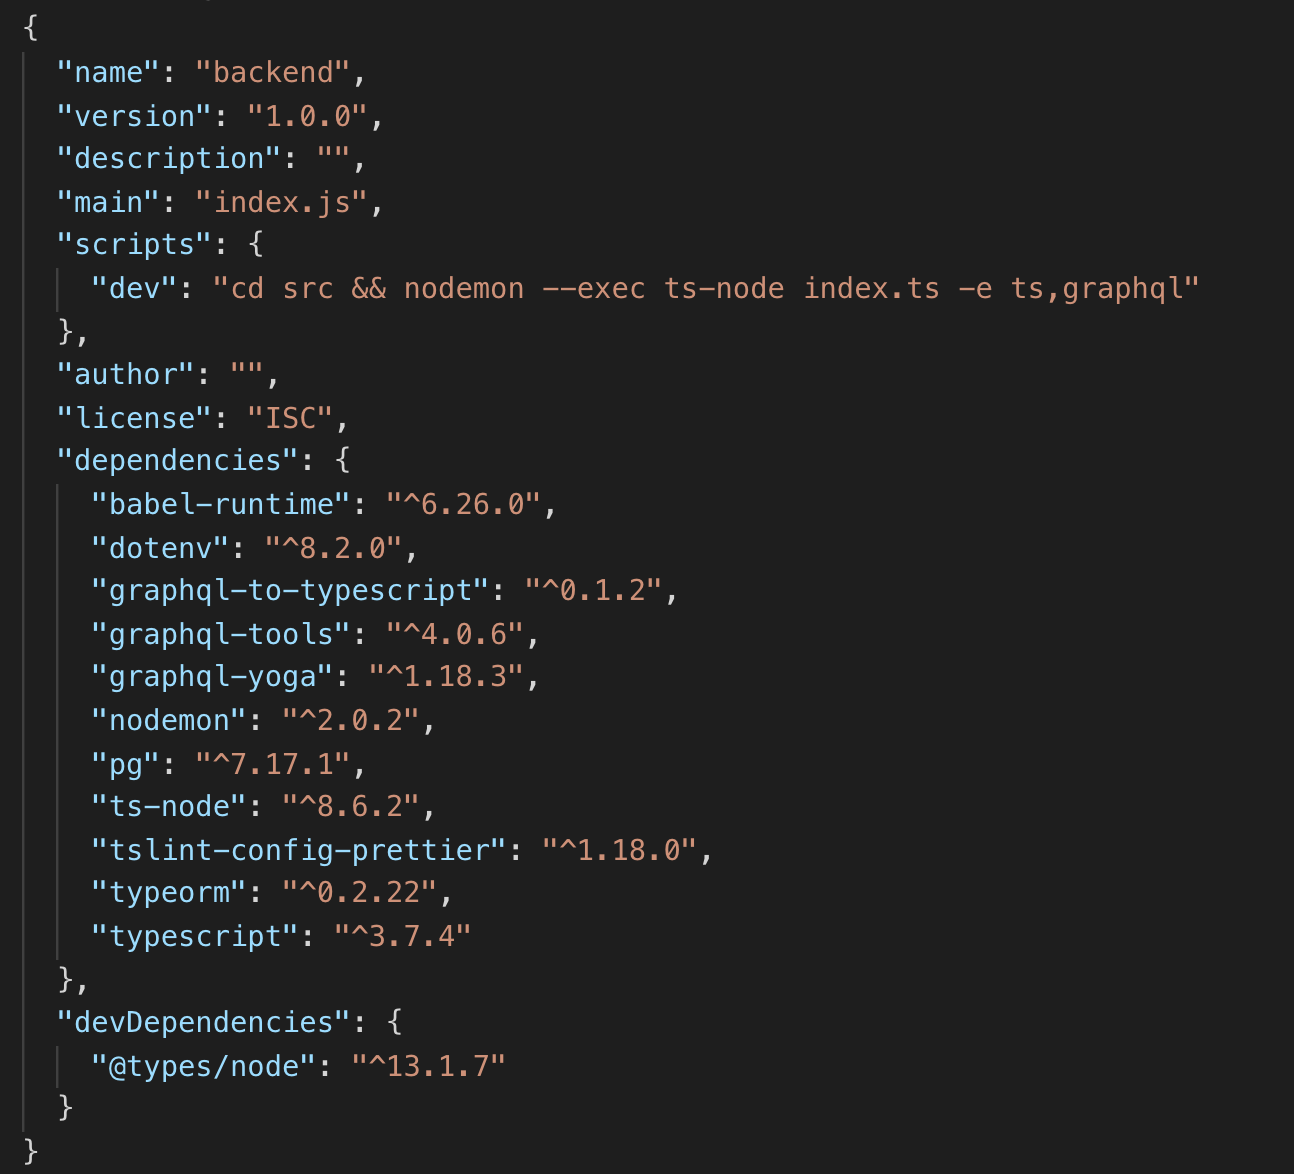 {
  "name": "backend",
  "version": "1.0.0",
  "description": "",
  "main": "index.js",
  "scripts": {
    "dev": "cd src && nodemon --exec ts-node index.ts -e ts,graphql"
  },
  "author": "",
  "license": "ISC",
  "dependencies": {
    "babel-runtime": "^6.26.0",
    "dotenv": "^8.2.0",
    "graphql-to-typescript": "^0.1.2",
    "graphql-tools": "^4.0.6",
    "graphql-yoga": "^1.18.3",
    "nodemon": "^2.0.2",
    "pg": "^7.17.1",
    "ts-node": "^8.6.2",
    "tslint-config-prettier": "^1.18.0",
    "typeorm": "^0.2.22",
    "typescript": "^3.7.4"
  },
  "devDependencies": {
    "@types/node": "^13.1.7"
  }
}